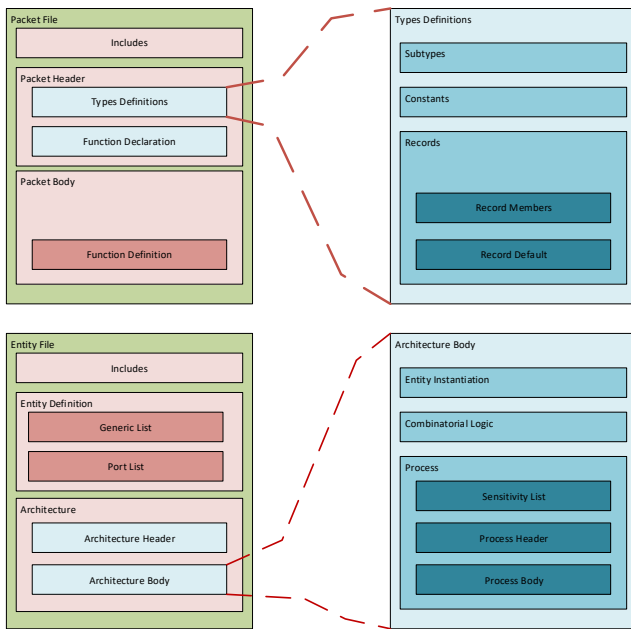 Packet File
Includes
Packet Header
Types Definitions
Function Declaration
Packet Body
Function Definition
Types Definitions
Subtypes
Constants
Records
Record Members
Record Default
Entity File
Includes
Entity Definition
Generic List
Port List
Architecture
Architecture Header
Architecture Body
Architecture Body
Entity Instantiation
Combinatorial Logic
Process
Sensitivity List
Process Header
Process Body